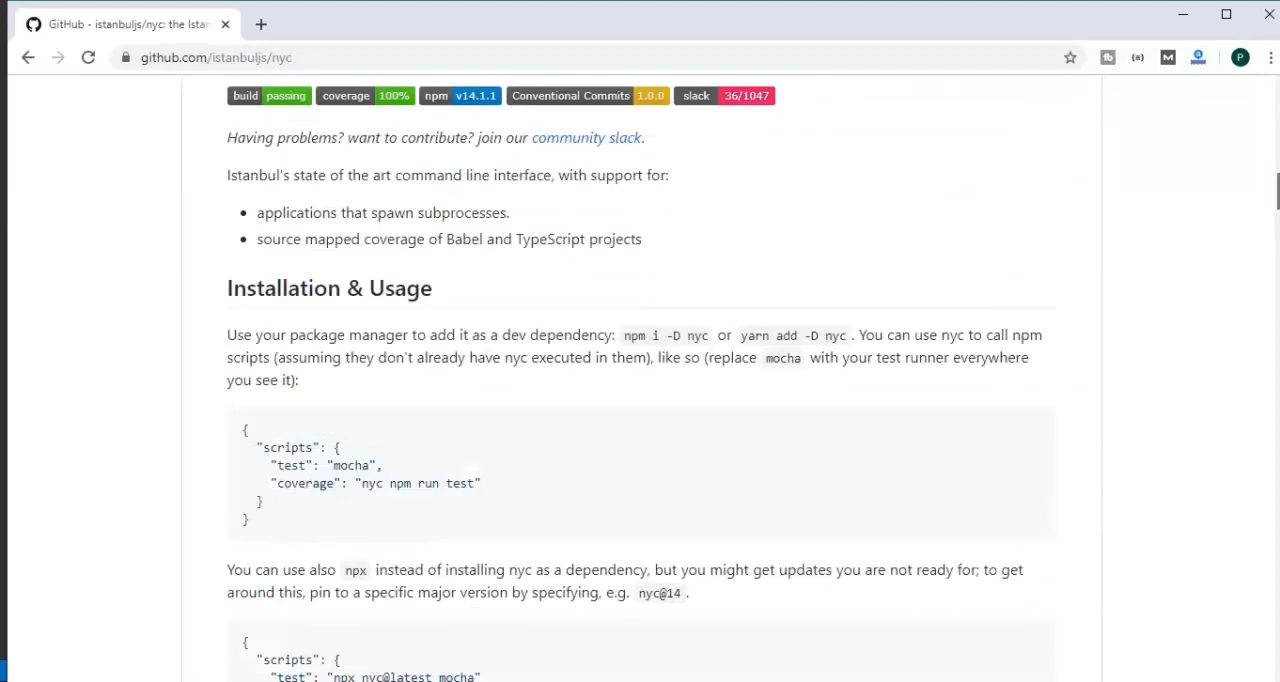 GitHub - istanbuljs/nyc: the Istan
github.com/istanbuljs/nyc
P
build passing coverage 100% npm v14.1.1 Conventional Commits 1.0.0 slack 36/1047
Having problems? want to contribute? join our community slack.
Istanbul's state of the art command line interface, with support for:
applications that spawn subprocesses.
source mapped coverage of Babel and TypeScript projects
Installation & Usage
Use your package manager to add it as a dev dependency: npm i -D nyc or yarn add -D nyc . You can use nyc to call npm
scripts (assuming they don't already have nyc executed in them), like so (replace mocha with your test runner everywhere
you see it):
{
"scripts": {
"test": "mocha",
"coverage": "nyc npm run test"
}
}
You can use also npx instead of installing nyc as a dependency, but you might get updates you are not ready for; to get
around this, pin to a specific major version by specifying, e.g. nyc@14 .
{
"scripts": {
"test": "npx nyc@latest mocha"